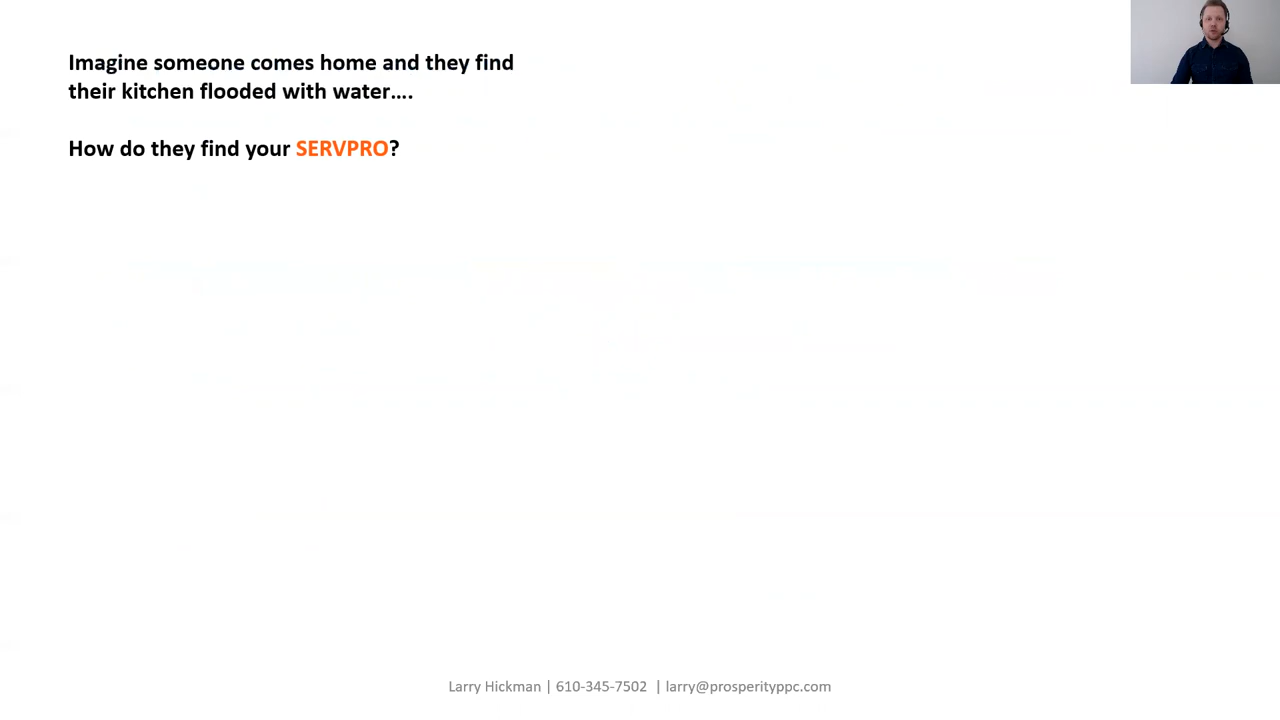 Imagine someone comes home and they find
their kitchen flooded with water....
How do they find your SERVPRO?
Larry Hickman | 610-345-7502 | larry@prosperityppc.com